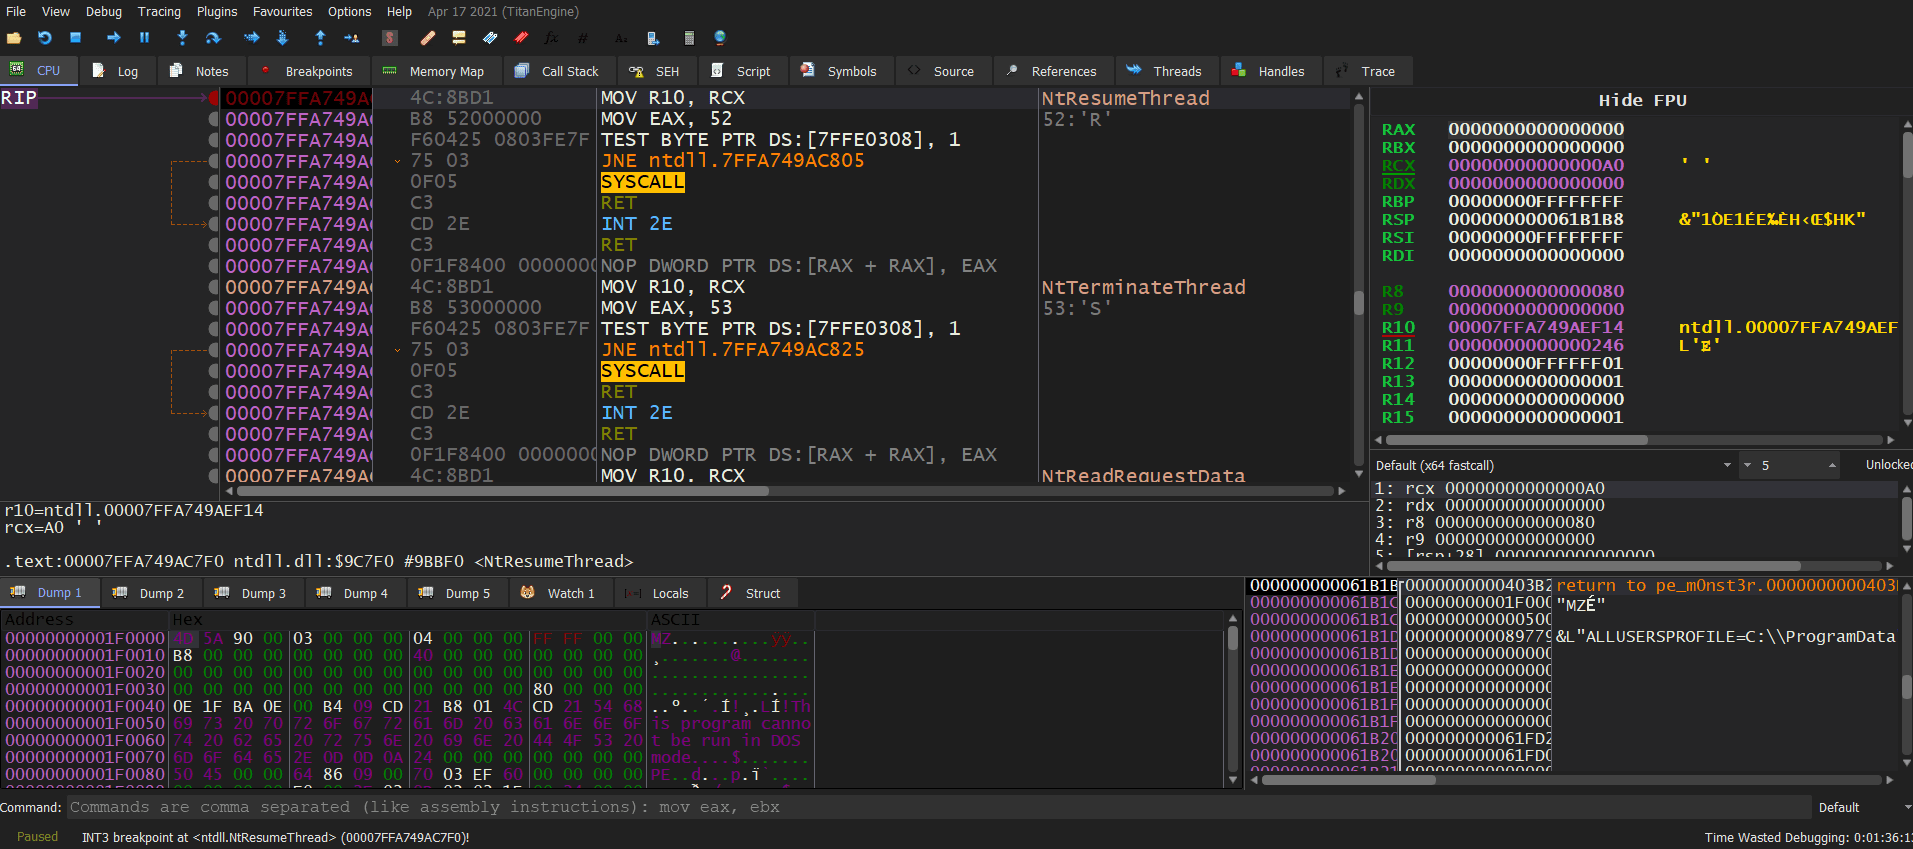 File View Debug Tracing Plugins Favourites Options Help Apr 17 2021 (TitanEngine)
CPU Log Notes Breakpoints Memory Map Call Stack SEH Script Symbols Source References Threads Handles Trace
RIP 00007FFA749A 4C:8BD1 MOV R10, RCX NtResumeThread
00007FFA749A B8 52000000 MOV EAX, 52 52:'R'
00007FFA749A F60425 0803FE7F TEST BYTE PTR DS:[7FFE0308], 1
00007FFA749A 75 03 JNE ntdll.7FFA749AC805
00007FFA749A 0F05 SYSCALL
00007FFA749A C3 RET
00007FFA749A CD 2E INT 2E
00007FFA749A C3 RET
00007FFA749A 0F1F8400 0000000 NOP DWORD PTR DS:[RAX + RAX], EAX
00007FFA749A 4C:8BD1 MOV R10, RCX NtTerminateThread
00007FFA749A B8 53000000 MOV EAX, 53 53:'S'
00007FFA749A F60425 0803FE7F TEST BYTE PTR DS:[7FFE0308], 1
00007FFA749A 75 03 JNE ntdll.7FFA749AC825
00007FFA749A 0F05 SYSCALL
00007FFA749A C3 RET
00007FFA749A CD 2E INT 2E
00007FFA749A C3 RET
00007FFA749A 0F1F8400 0000000 NOP DWORD PTR DS:[RAX + RAX], EAX
00007FFA749A 4C:8BD1 MOV R10, RCX NtReadRequestData
Hide FPU
RAX 0000000000000000
RBX 0000000000000000
RCX 00000000000000A0 ' '
RDX 0000000000000000
RBP 00000000FFFFFFFF
RSP 000000000061B1B8 &"1ÒE1ÉE‰ÈH‹Œ$HK"
RSI 00000000FFFFFFFF
RDI 0000000000000000
R8 0000000000000080
R9 0000000000000000
R10 00007FFA749AEF14 ntdll.00007FFA749AEF
R11 0000000000000246
R12 00000000FFFFFF01
R13 0000000000000001
R14 0000000000000000
R15 0000000000000001
Default (x64 fastcall) 5 Unlocked
1: rcx 00000000000000A0
2: rdx 0000000000000000
3: r8 0000000000000080
4: r9 0000000000000000
5: [rsp+28] 0000000000000000
r10=ntdll.00007FFA749AEF14
rcx=A0 ' '
.text:00007FFA749AC7F0 ntdll.dll:$9C7F0 #9BBF0 <NtResumeThread>
Dump 1 Dump 2 Dump 3 Dump 4 Dump 5 Watch 1 Locals Struct
Address Hex ASCII
00000000001F0000 4D 5A 90 00 03 00 00 00 04 00 00 00 FF FF 00 00 MZ..........ÿÿ..
00000000001F0010 B8 00 00 00 00 00 00 00 40 00 00 00 00 00 00 00 ¸.......@.......
00000000001F0020 00 00 00 00 00 00 00 00 00 00 00 00 00 00 00 00 ................
00000000001F0030 00 00 00 00 00 00 00 00 00 00 00 00 80 00 00 00 ................
00000000001F0040 0E 1F BA 0E 00 B4 09 CD 21 B8 01 4C CD 21 54 68 ..º..´.Í!¸.LÍ!Th
00000000001F0050 69 73 20 70 72 6F 67 72 61 6D 20 63 61 6E 6E 6F is program canno
00000000001F0060 74 20 62 65 20 72 75 6E 20 69 6E 20 44 4F 53 20 t be run in DOS
00000000001F0070 6D 6F 64 65 2E 0D 0D 0A 24 00 00 00 00 00 00 00 mode....$.......
00000000001F0080 50 45 00 00 64 86 09 00 70 03 EF 60 00 00 00 00 PE..d...p.ï`....
000000000061B1B 0000000000403B2 return to pe_m0nst3r.0000000000403
000000000061B1C 00000000001F000 "MZÉ"
000000000061B1C 000000000000500
000000000061B1D 000000000089779 &L"ALLUSERSPROFILE=C:\\ProgramData
000000000061B1D 000000000000000
000000000061B1E 000000000000000
000000000061B1E 000000000000000
000000000061B1F 000000000000000
000000000061B1F 000000000000000
000000000061B20 00000000061FD2
000000000061B20 00000000061FD0
Command: Commands are comma separated (like assembly instructions): mov eax, ebx Default
Paused INT3 breakpoint at <ntdll.NtResumeThread> (00007FFA749AC7F0)! Time Wasted Debugging: 0:01:36:1